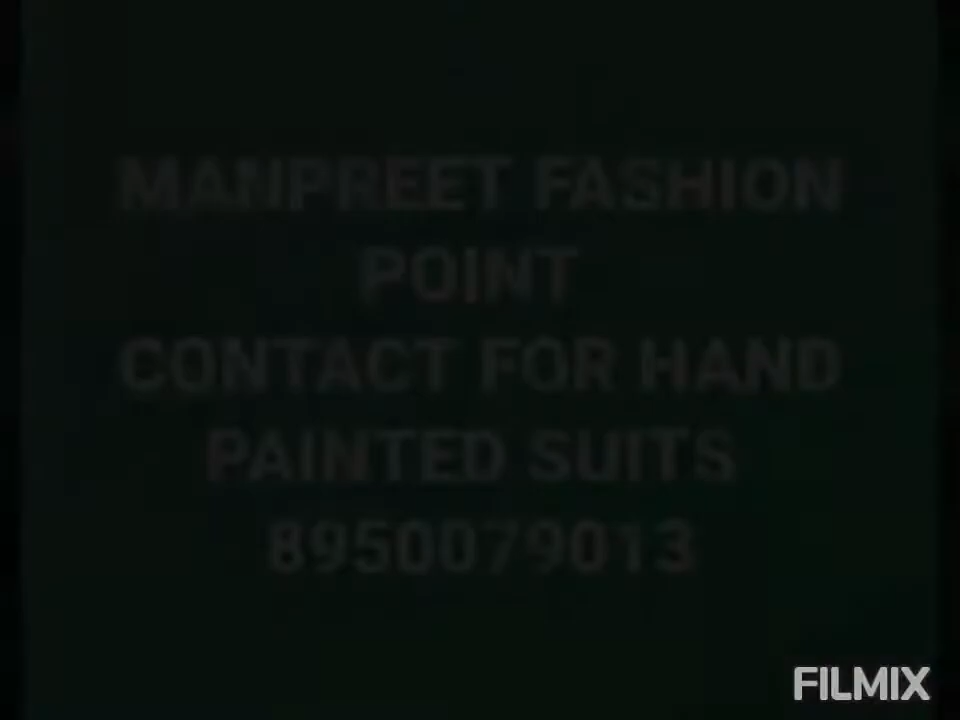 MANPREET FASHION
POINT
CONTACT FOR HAND
PAINTED SUITS
8950079013
FILMIX